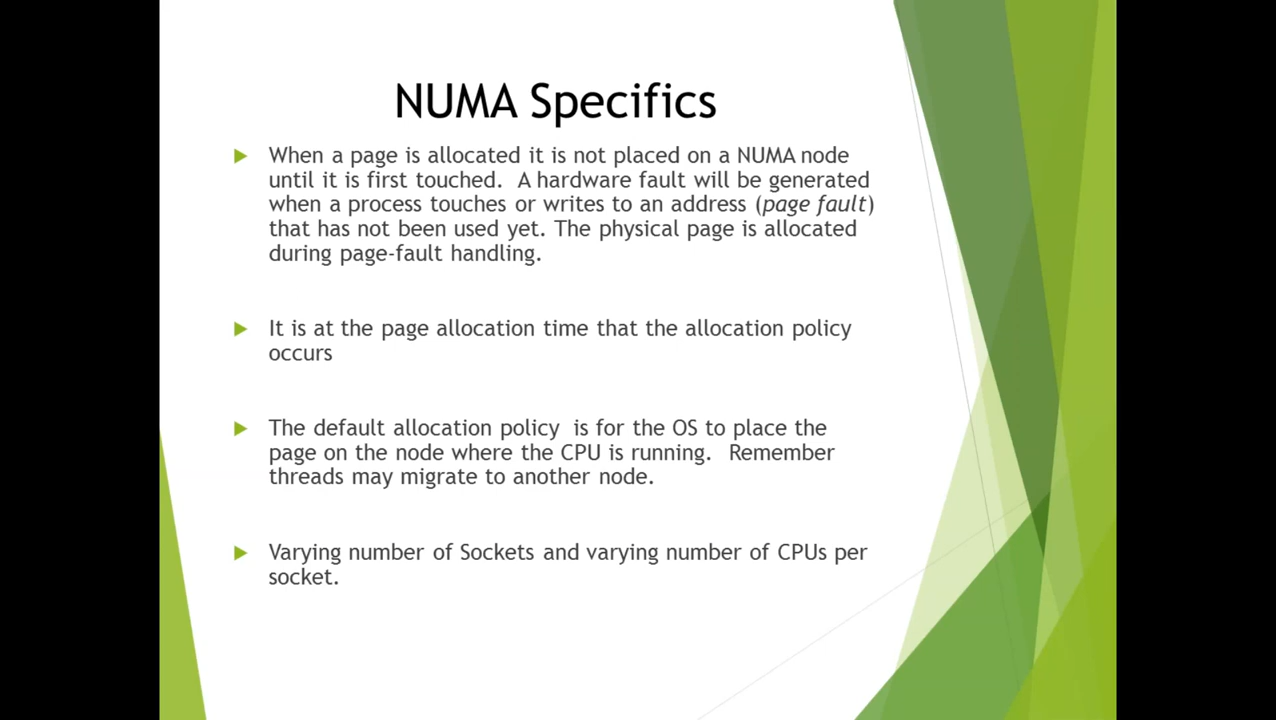 NUMA Specifics
When a page is allocated it is not placed on a NUMA node
until it is first touched.  A hardware fault will be generated
when a process touches or writes to an address (page fault)
that has not been used yet. The physical page is allocated
during page-fault handling.
It is at the page allocation time that the allocation policy
occurs
The default allocation policy  is for the OS to place the
page on the node where the CPU is running.  Remember
threads may migrate to another node.
Varying number of Sockets and varying number of CPUs per
socket.